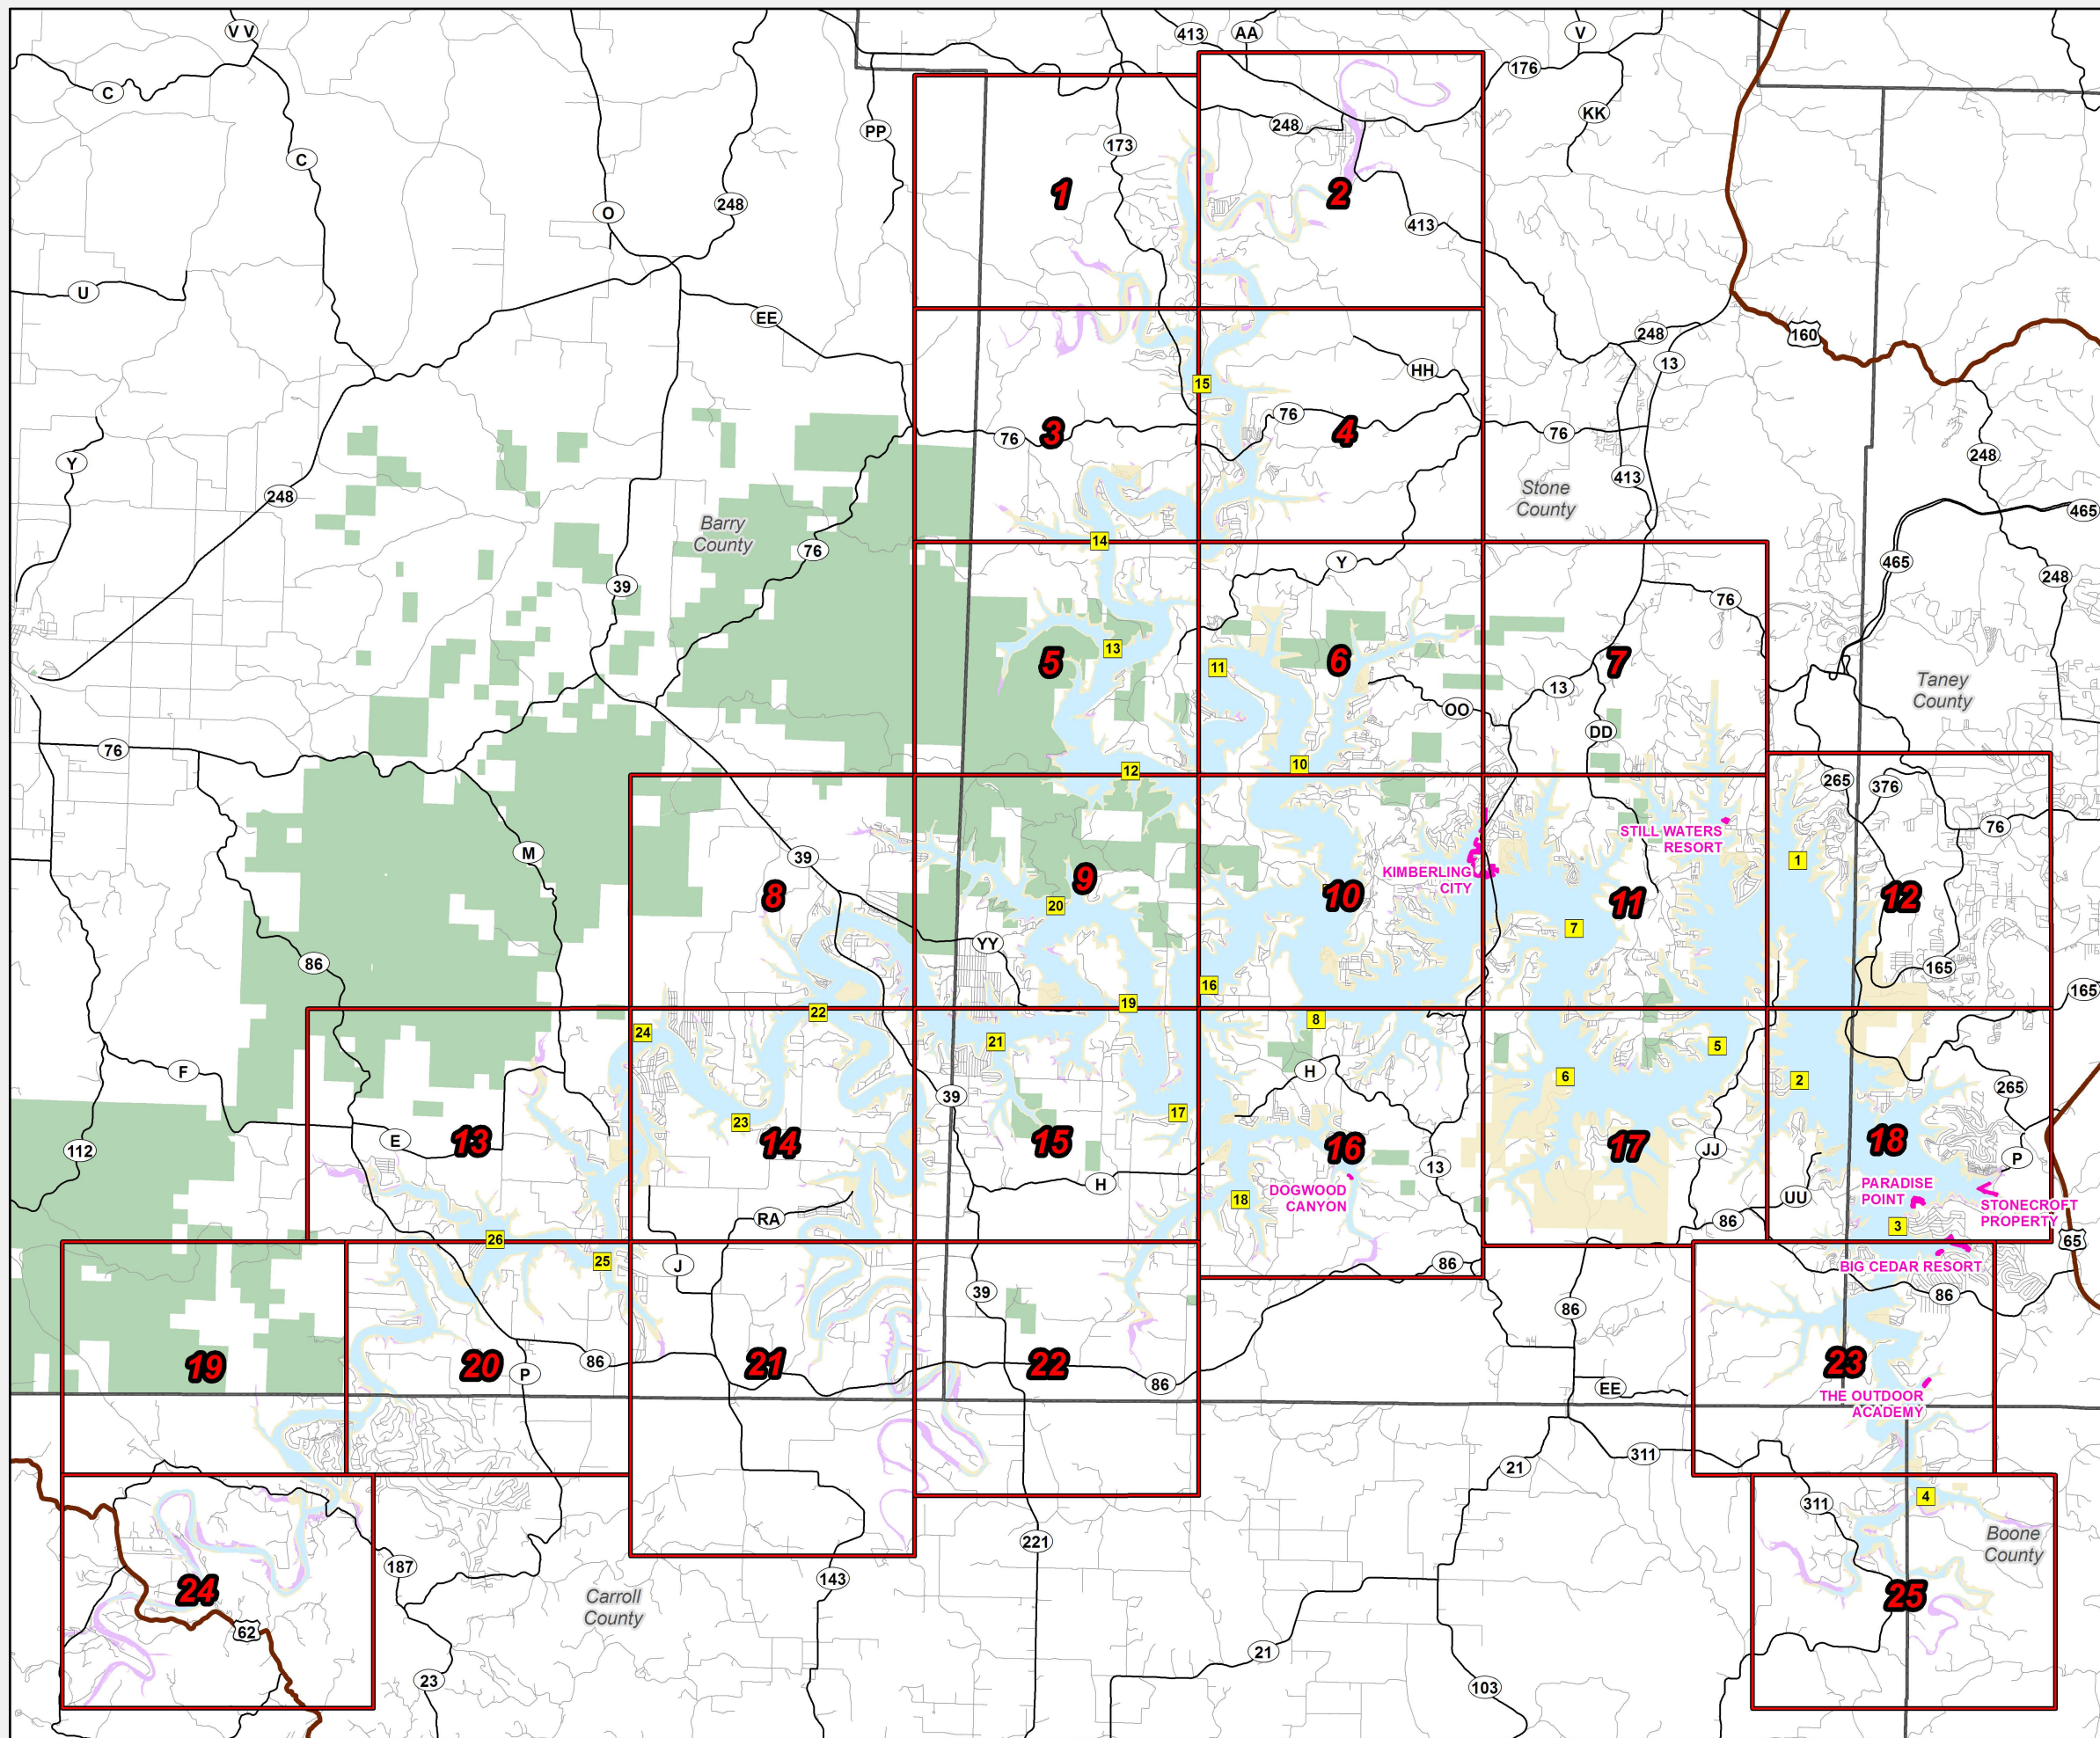 VV
413
AA
V
176
C
KK
248
PP
173
C
1
2
248
O
413
U
EE
248
160
13
HH
15
76
3
76
4
76
Y
248
413
248
Stone
County
465
Barry
County
76
14
465
Y
39
248
76
13
5
11
6
7
Taney
County
13
OO
DD
76
10
12
265
376
76
STILL WATERS
RESORT
M
39
1
KIMBERLING
CITY
8
9
10
11
12
20
7
YY
86
165
16
165
19
22
8
24
21
5
F
H
6
2
265
39
17
23
E
13
14
15
16
17
18
112
JJ
P
13
H
PARADISE
POINT
DOGWOOD
CANYON
18
UU
STONECROFT
PROPERTY
RA
86
3
26
65
25
J
86
BIG CEDAR RESORT
39
86
86
19
20
21
22
23
86
P
86
EE
THE OUTDOOR
ACADEMY
311
21
4
311
Boone
County
221
187
143
24
Carroll
County
25
62
21
23
103